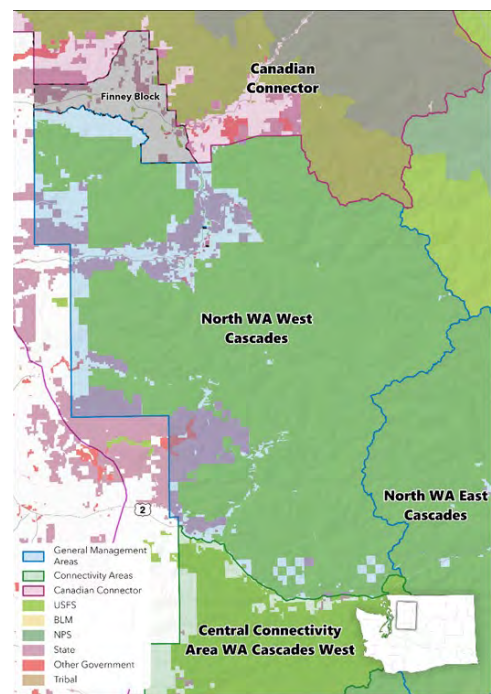 Canadian
Connector
Finney Block
North WA West
Cascades
North WA East
Cascades
2
Central Connectivity
Area WA Cascades West
General Management
Areas
Connectivity Areas
Canadian Connector
USFS
BLM
NPS
State
Other Government
Tribal